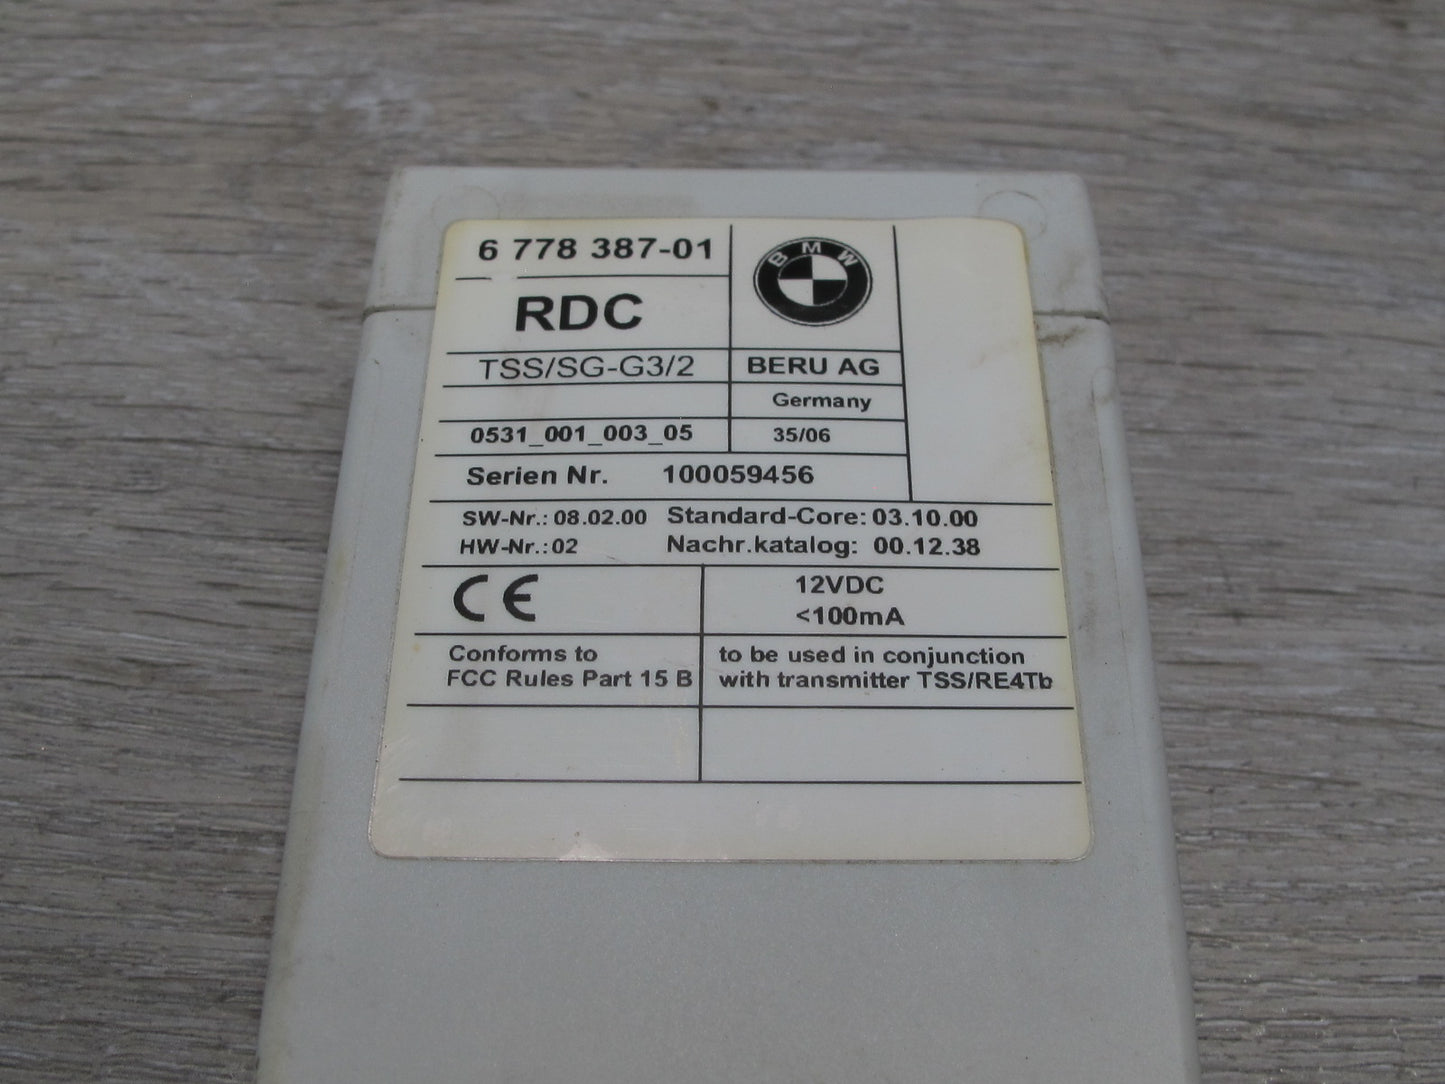 6 778 387-01
BMW
RDC
TSS/SG-G3/2
BERU AG
Germany
0531_001_003_05
35/06
Serien Nr. 100059456
SW-Nr.: 08.02.00 Standard-Core: 03.10.00
HW-Nr.: 02 Nachr.katalog: 00.12.38
CE
12VDC
<100mA
Conforms to
FCC Rules Part 15 B
to be used in conjunction
with transmitter TSS/RE4Tb